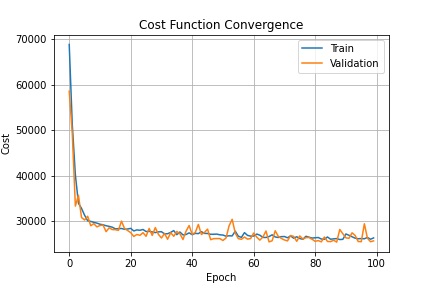 Cost Function Convergence
70000
60000
50000
40000
30000
Cost
Train
Validation
0 20 40 60 80 100
Epoch